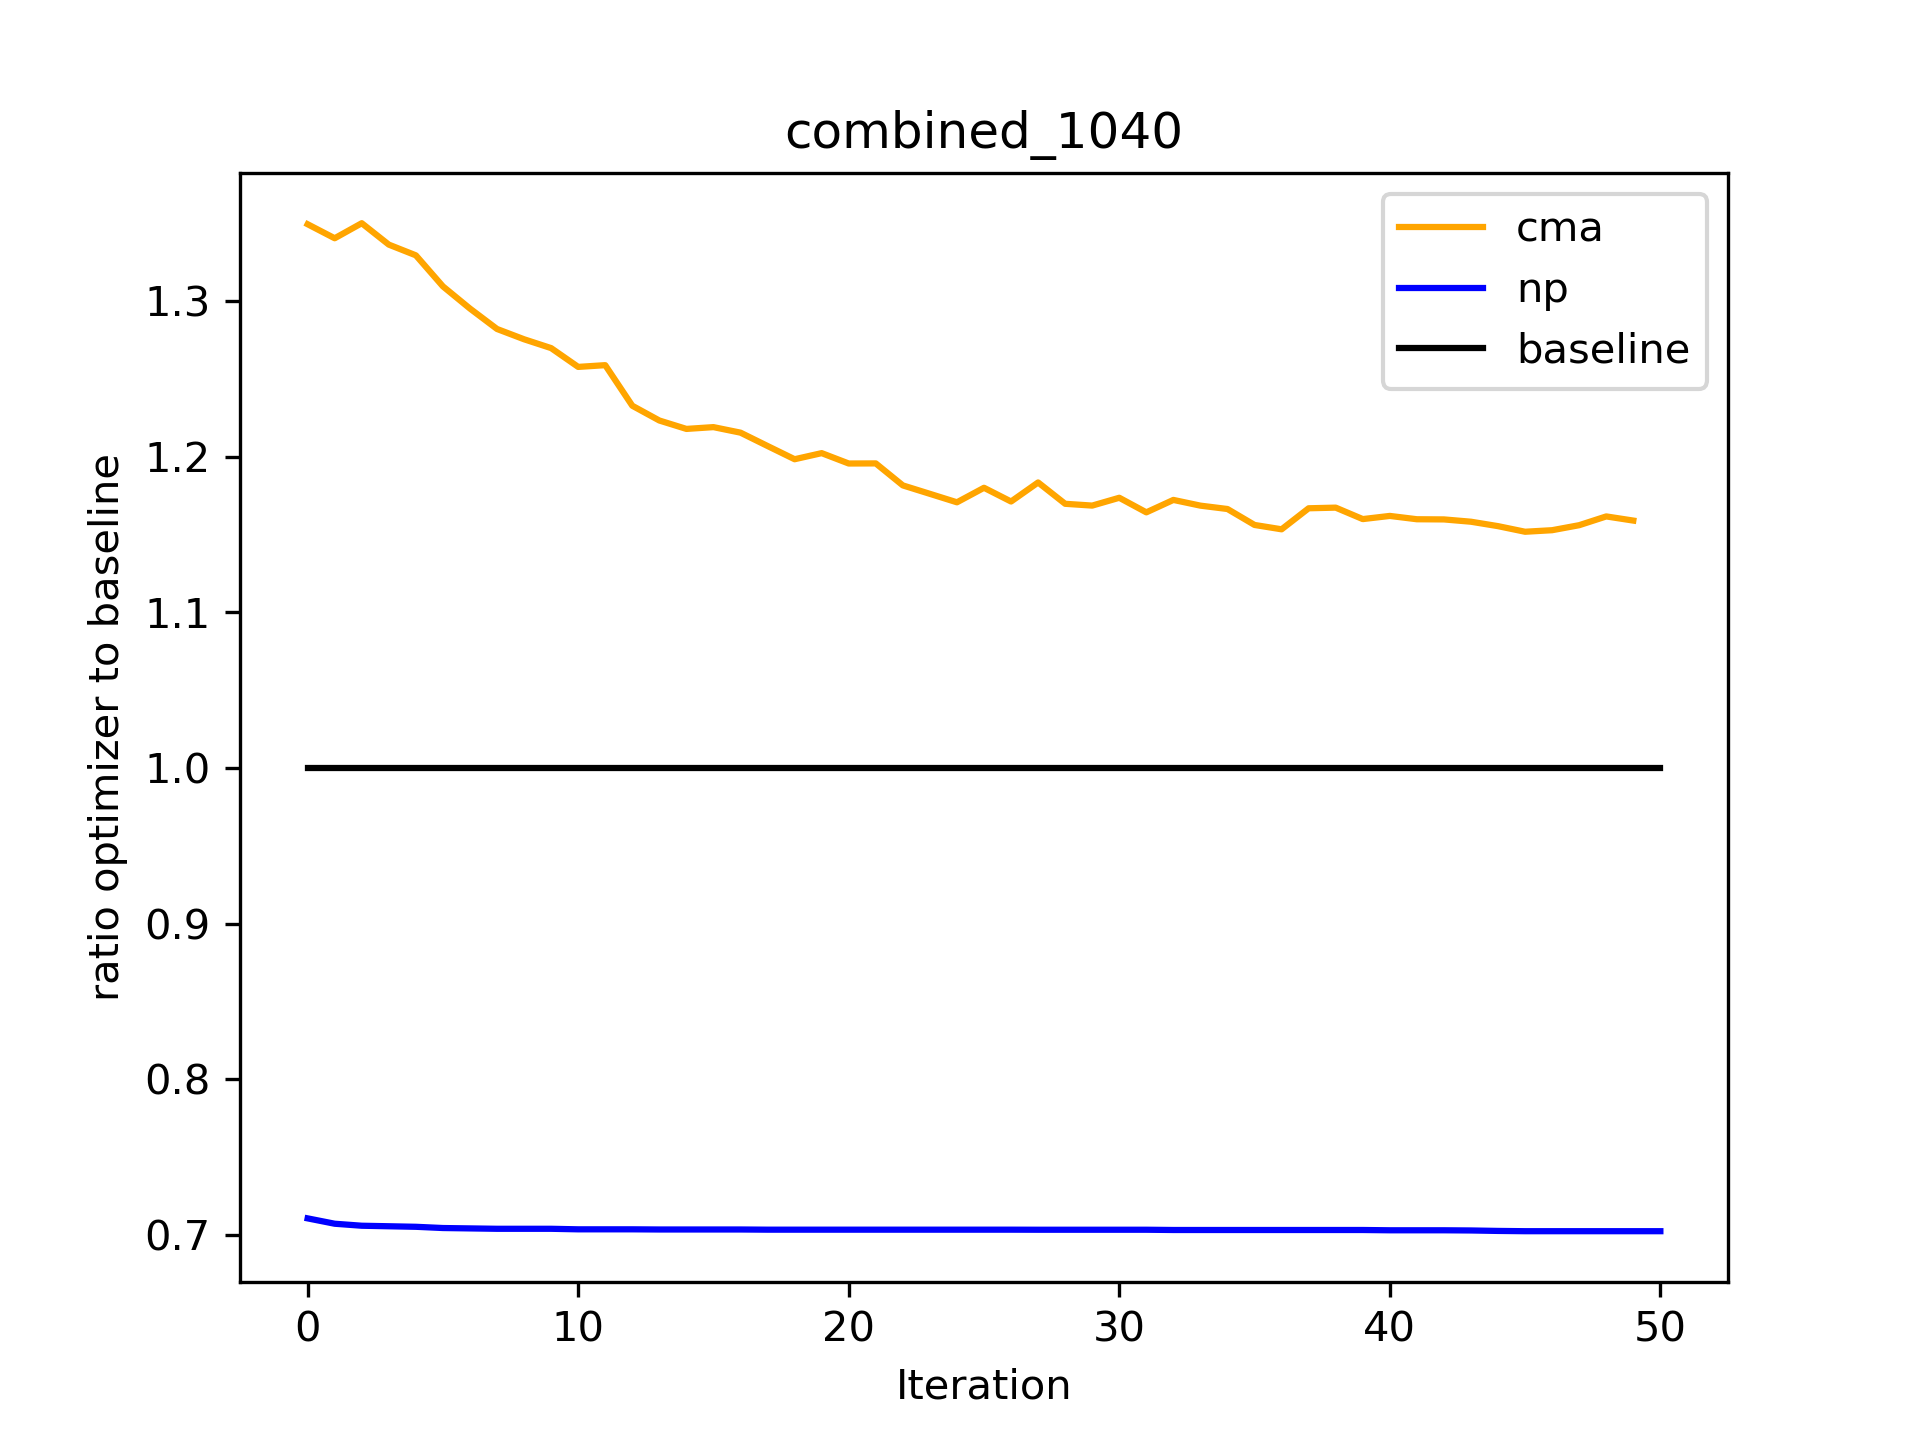 combined_1040
cma
np
baseline
ratio optimizer to baseline
1.3
1.2
1.1
1.0
0.9
0.8
0.7
0 10 20 30 40 50
Iteration